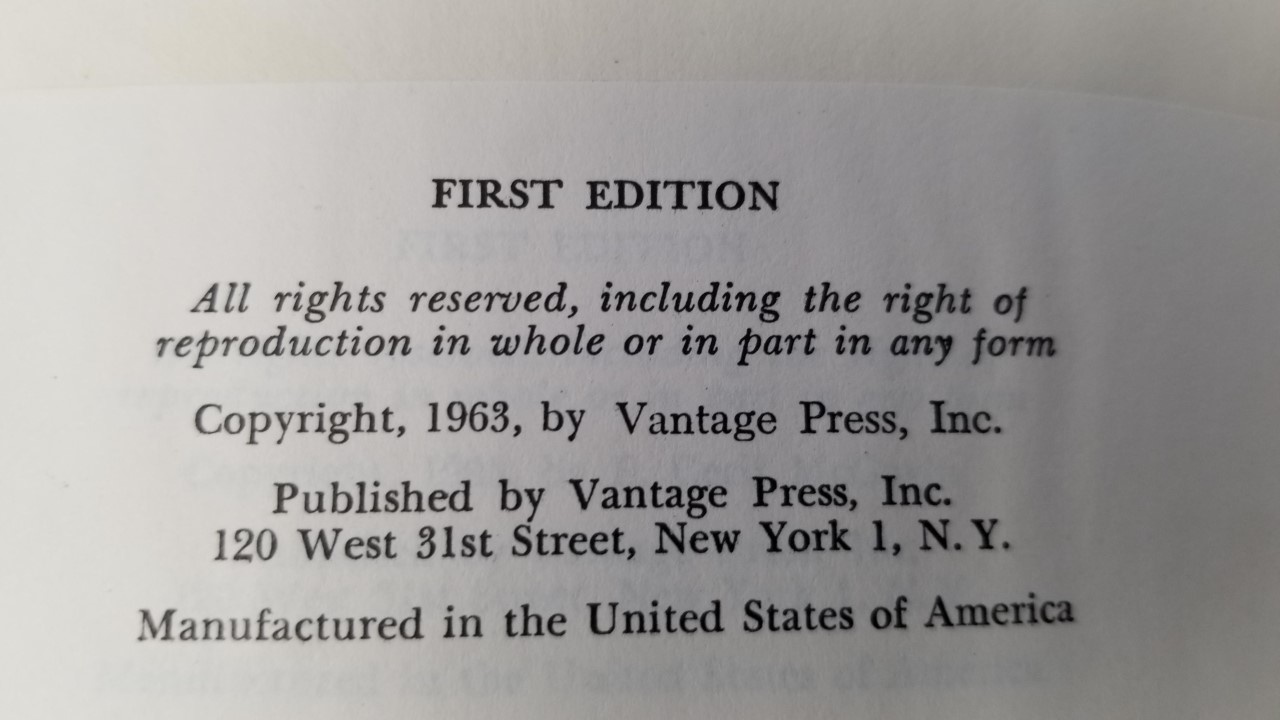 FIRST EDITION
All rights reserved, including the right of
reproduction in whole or in part in any form
Copyright, 1963, by Vantage Press, Inc.
Published by Vantage Press, Inc.
120 West 31st Street, New York 1, N. Y.
Manufactured in the United States of America